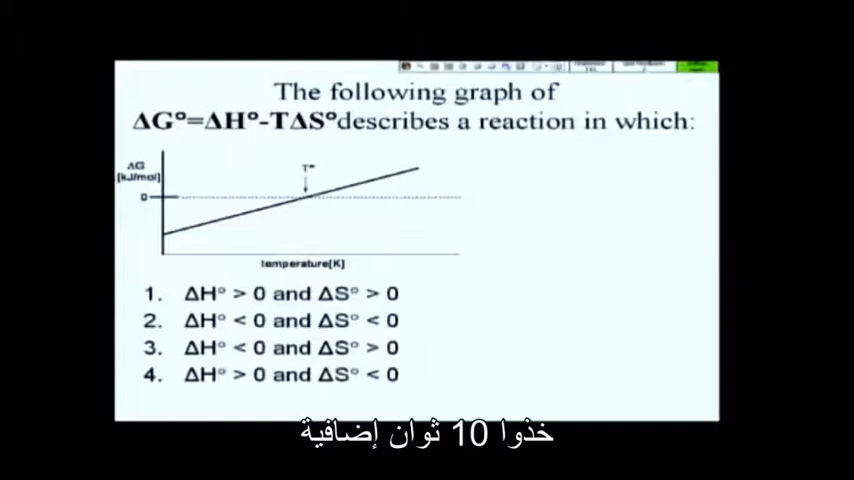 The following graph of
ΔG°=ΔH°-TΔS°describes a reaction in which:
ΔG
[kJ/mol]
T*
0
temperature[K]
1. ΔH° > 0 and ΔS° > 0
2. ΔH° < 0 and ΔS° < 0
3. ΔH° < 0 and ΔS° > 0
4. ΔH° > 0 and ΔS° < 0
خذوا 10 ثوان إضافية